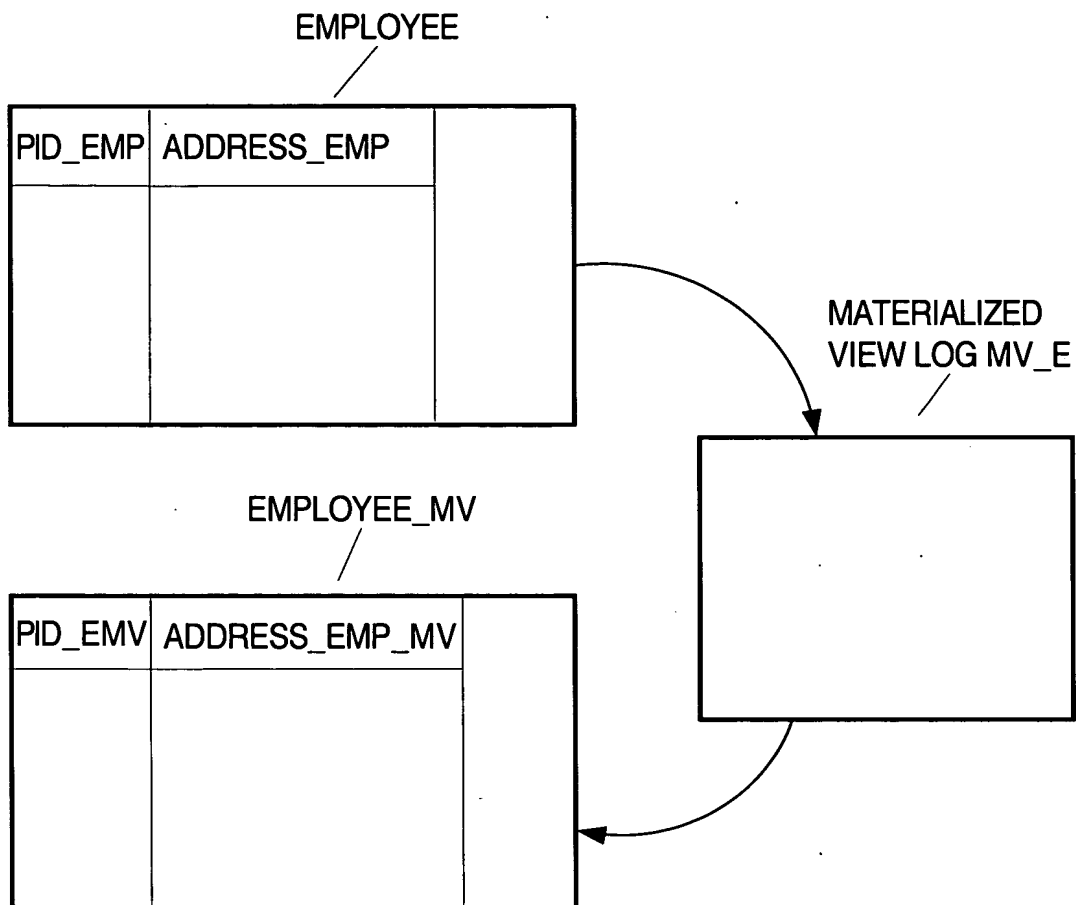 EMPLOYEE
PID_EMP ADDRESS_EMP
MATERIALIZED
VIEW LOG MV_E
EMPLOYEE_MV
PID_EMV ADDRESS_EMP_MV